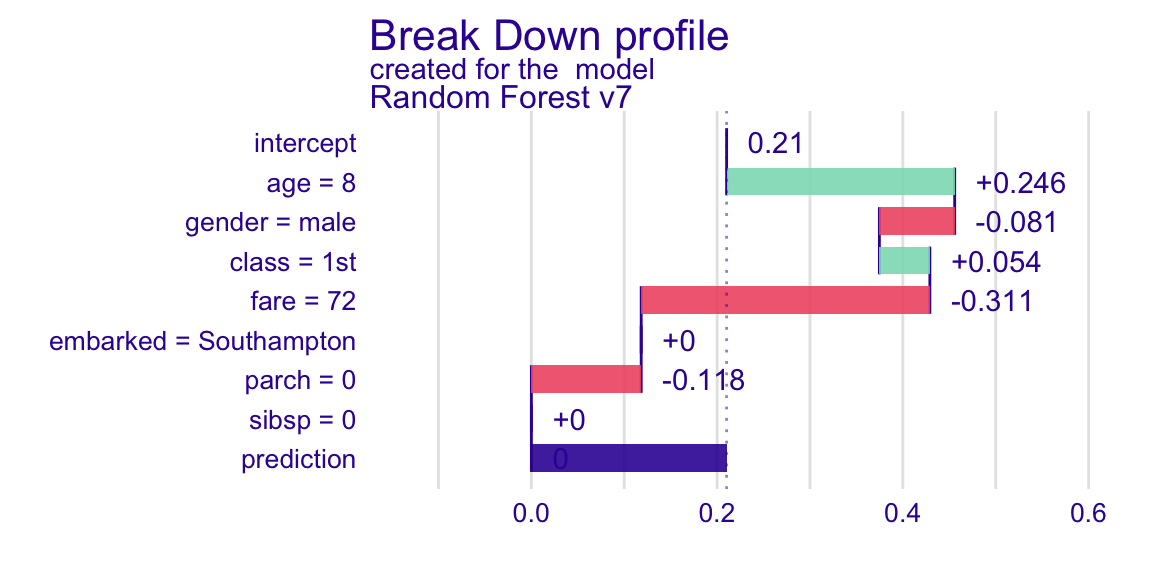 Break Down profile
created for the  model
Random Forest v7
intercept 0.21
age = 8 +0.246
gender = male -0.081
class = 1st +0.054
fare = 72 -0.311
embarked = Southampton +0
parch = 0 -0.118
sibsp = 0 +0
prediction 0
0.0 0.2 0.4 0.6